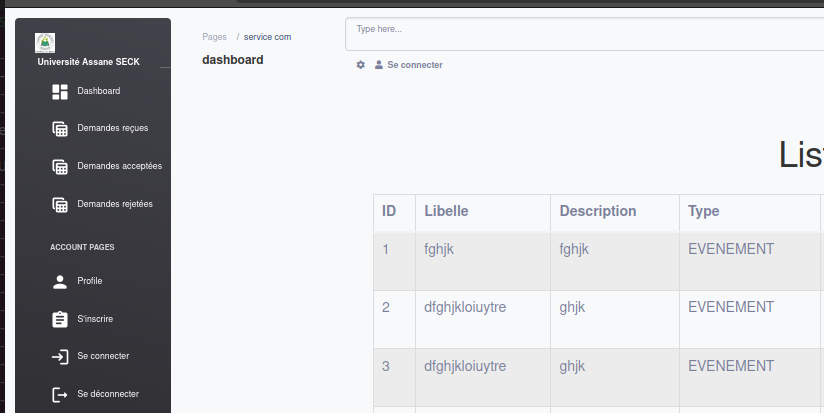 Université Assane SECK
Dashboard
Demandes reçues
Demandes acceptées
Demandes rejetées
ACCOUNT PAGES
Profile
S'inscrire
Se connecter
Se déconnecter
Pages / service com
dashboard
Type here...
Se connecter
ID Libelle Description Type
1 fghjk fghjk EVENEMENT
2 dfghjkloiuytre ghjk EVENEMENT
3 dfghjkloiuytre ghjk EVENEMENT